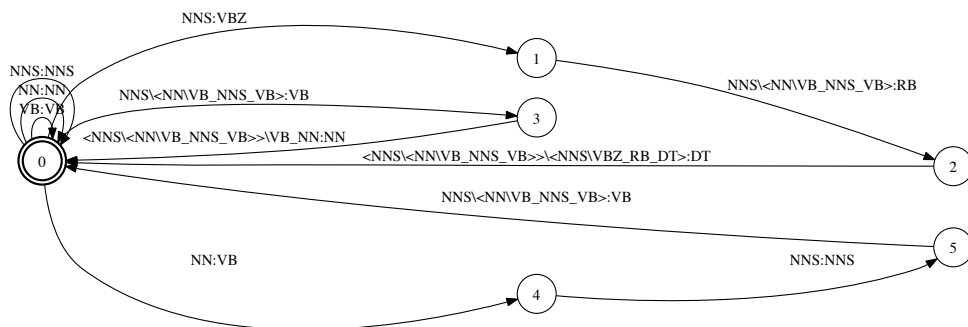 NNS:VBZ
1
NNS:NNS
NN:NN
VB:VB
NNS\<NN\VB_NNS_VB>:RB
NNS\<NN\VB_NNS_VB>:VB
3
<NNS\<NN\VB_NNS_VB>>\VB_NN:NN
0
<NNS\<NN\VB_NNS_VB>>\<NNS\VBZ_RB_DT>:DT
2
NNS\<NN\VB_NNS_VB>:VB
5
NN:VB
NNS:NNS
4